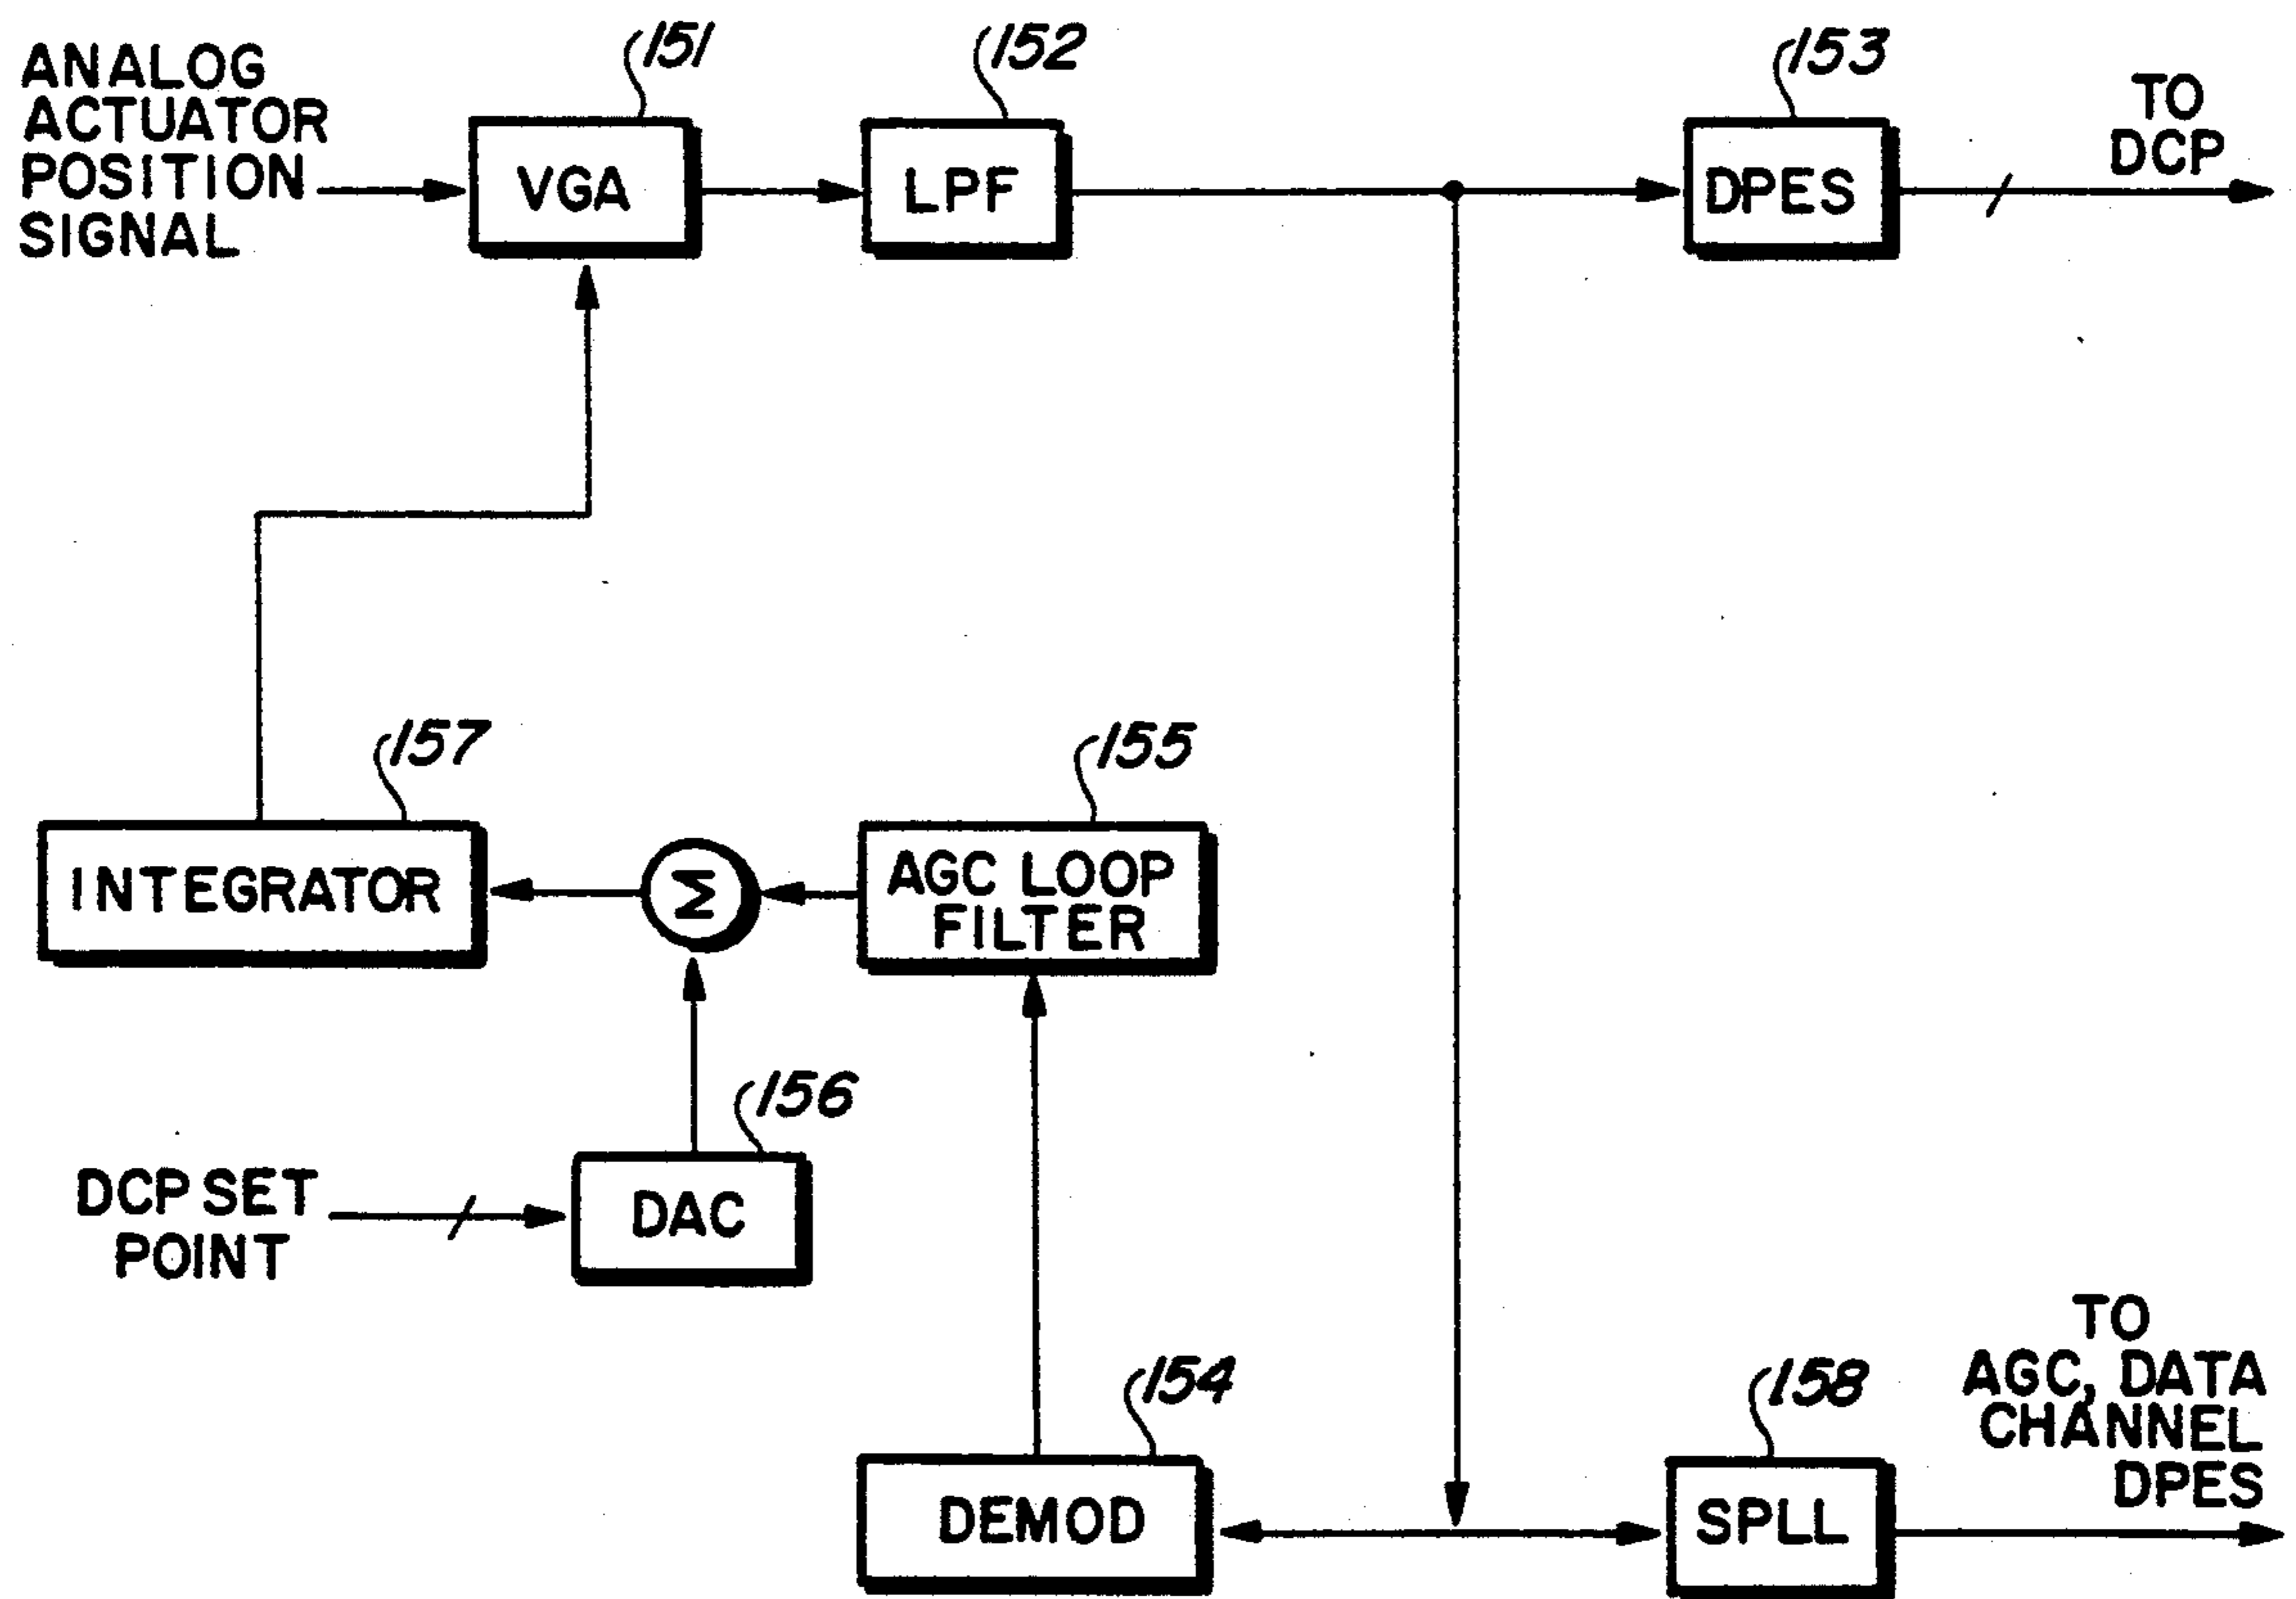 151
152
153
ANALOG
ACTUATOR
POSITION
SIGNAL
VGA
LPF
DPES
TO
DCP
157
155
INTEGRATOR
Σ
AGC LOOP
FILTER
156
DCP SET
POINT
DAC
154
158
DEMOD
SPLL
TO
AGC, DATA
CHANNEL
DPES